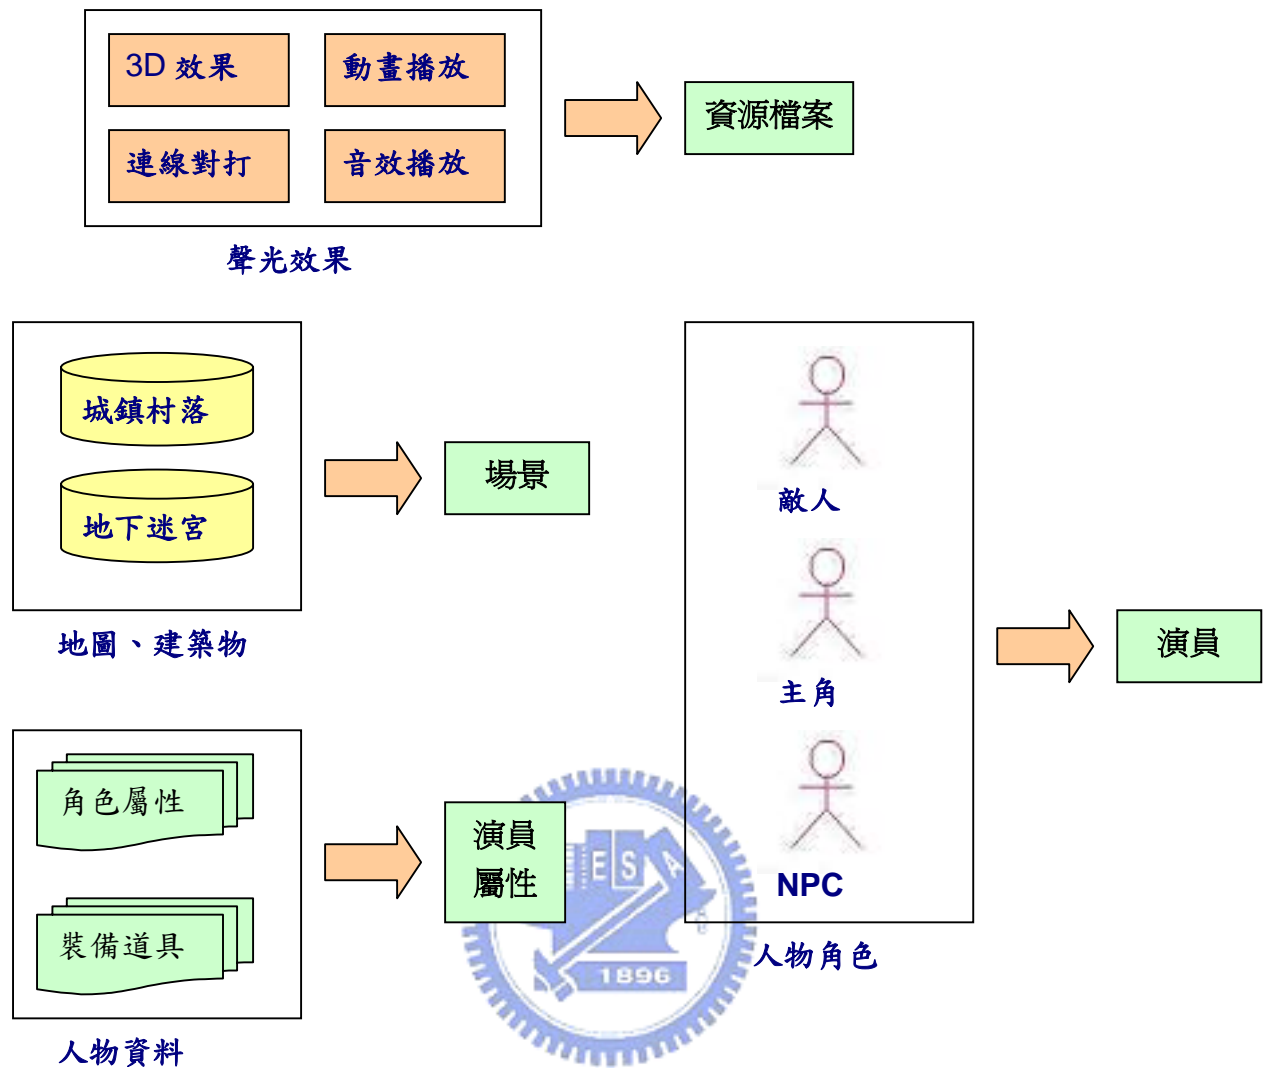 3D 效果
動畫播放
連線對打
音效播放
資源檔案
聲光效果
城鎮村落
地下迷宮
場景
地圖、建築物
敵人
主角
NPC
人物角色
演員
角色屬性
裝備道具
演員
屬性
人物資料
ES A
1896